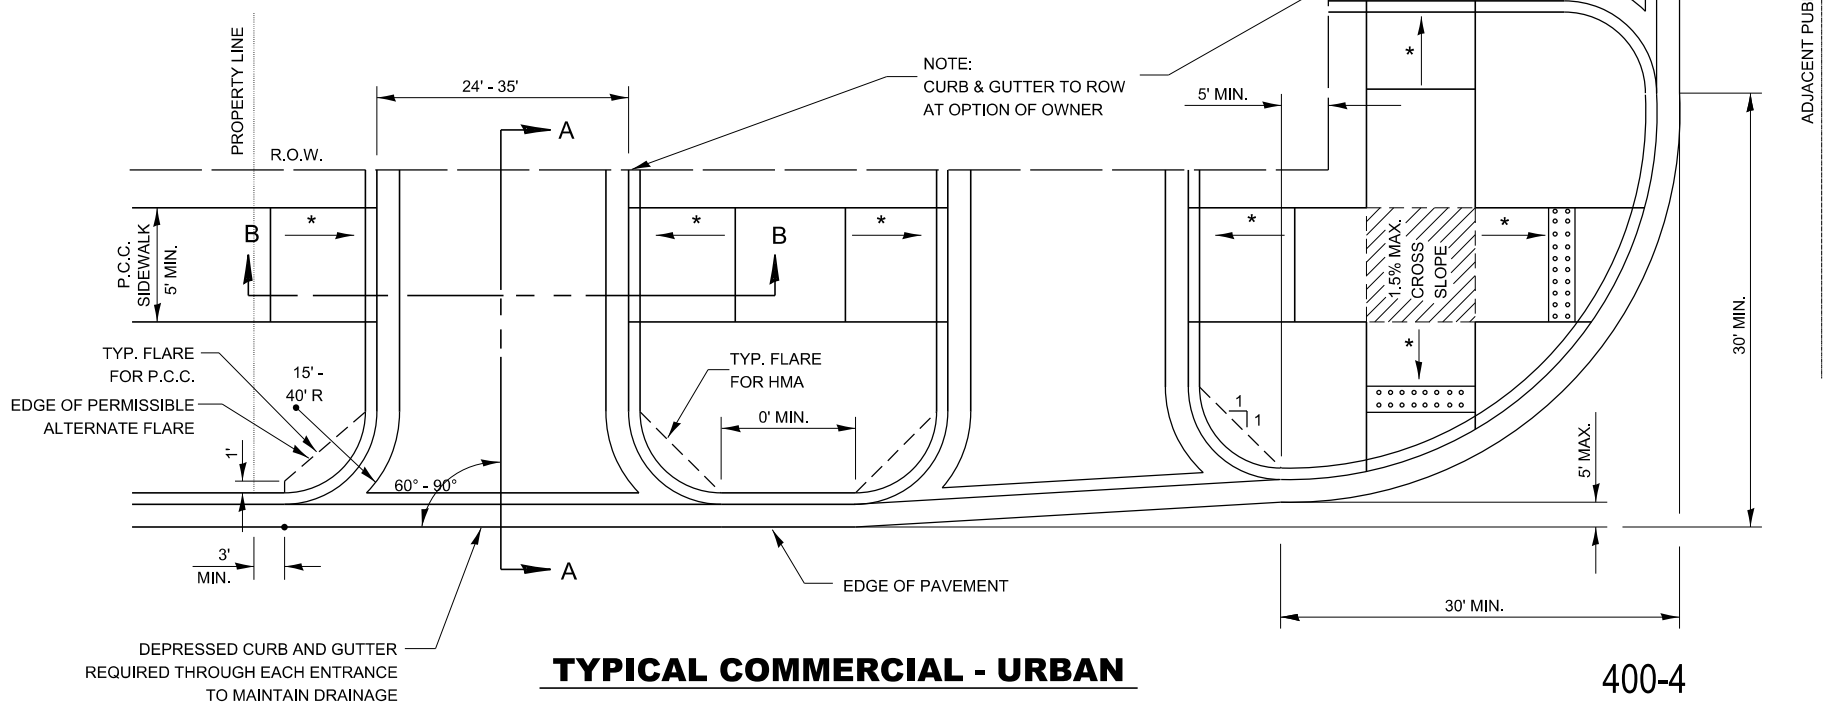 PROPERTY LINE
R.O.W.
24' - 35'
A
NOTE:
CURB & GUTTER TO ROW
AT OPTION OF OWNER
5' MIN.
*
ADJACENT PUB
P.C.C.
SIDEWALK
5' MIN.
B
*
*
B
*
*
1.5% MAX.
CROSS
SLOPE
*
*
30' MIN.
TYP. FLARE
FOR P.C.C.
15' -
40' R
EDGE OF PERMISSIBLE
ALTERNATE FLARE
TYP. FLARE
FOR HMA
0' MIN.
1
1
1'
60° - 90°
5' MAX.
3'
MIN.
A
EDGE OF PAVEMENT
30' MIN.
DEPRESSED CURB AND GUTTER
REQUIRED THROUGH EACH ENTRANCE
TO MAINTAIN DRAINAGE
TYPICAL COMMERCIAL - URBAN
400-4